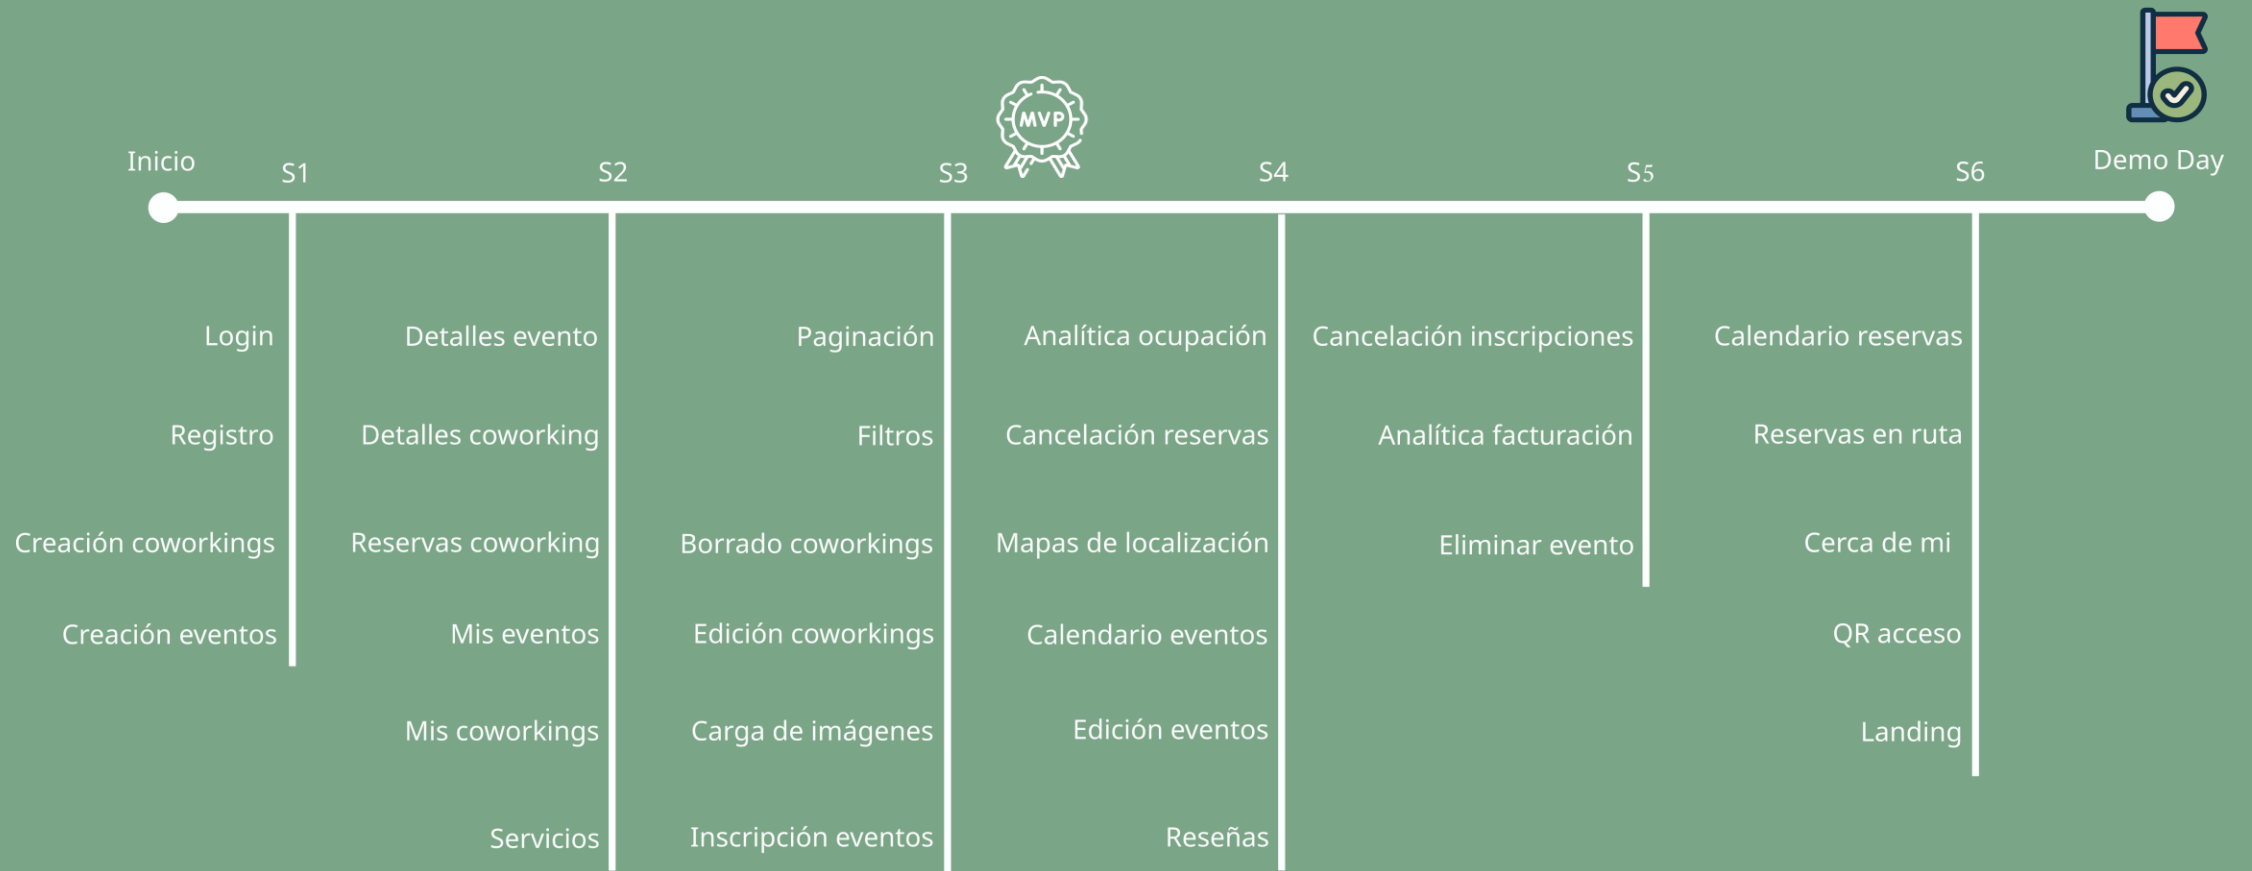 MVP
Inicio
S1
S2
S3
S4
S5
S6
Demo Day
Login
Registro
Creación coworkings
Creación eventos
Detalles evento
Detalles coworking
Reservas coworking
Mis eventos
Mis coworkings
Servicios
Paginación
Filtros
Borrado coworkings
Edición coworkings
Carga de imágenes
Inscripción eventos
Analítica ocupación
Cancelación reservas
Mapas de localización
Calendario eventos
Edición eventos
Reseñas
Cancelación inscripciones
Analítica facturación
Eliminar evento
Calendario reservas
Reservas en ruta
Cerca de mi
QR acceso
Landing